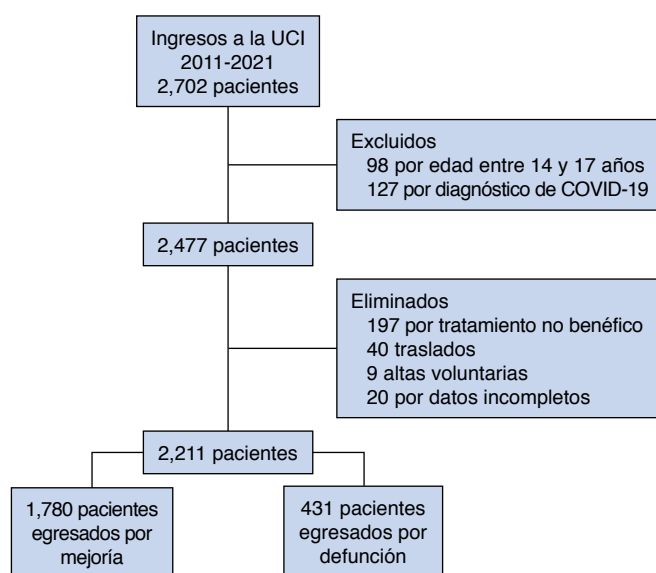 Ingresos a la UCI
2011-2021
2,702 pacientes
Excluidos
98 por edad entre 14 y 17 años
127 por diagnóstico de COVID-19
2,477 pacientes
Eliminados
197 por tratamiento no benéfico
40 traslados
9 altas voluntarias
20 por datos incompletos
2,211 pacientes
1,780 pacientes
egresados por
mejoría
431 pacientes
egresados por
defunción